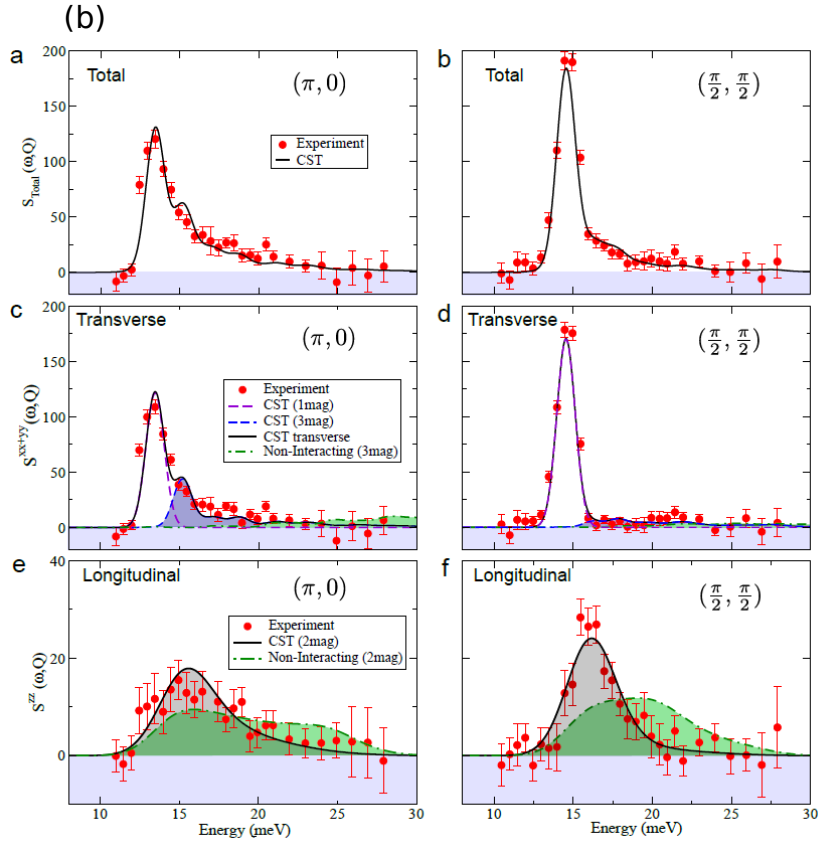 (b)
a
Total
(π, 0)
200
150
100
50
0
S_Total (ω,Q)
Experiment
CST
b
Total
(π/2, π/2)
c
Transverse
(π, 0)
200
150
100
50
0
S^xx+yy (ω,Q)
Experiment
CST (1mag)
CST (3mag)
CST transverse
Non-Interacting (3mag)
d
Transverse
(π/2, π/2)
e
Longitudinal
(π, 0)
40
20
0
S^zz (ω,Q)
Experiment
CST (2mag)
Non-Interacting (2mag)
10 15 20 25 30
Energy (meV)
f
Longitudinal
(π/2, π/2)
10 15 20 25 30
Energy (meV)